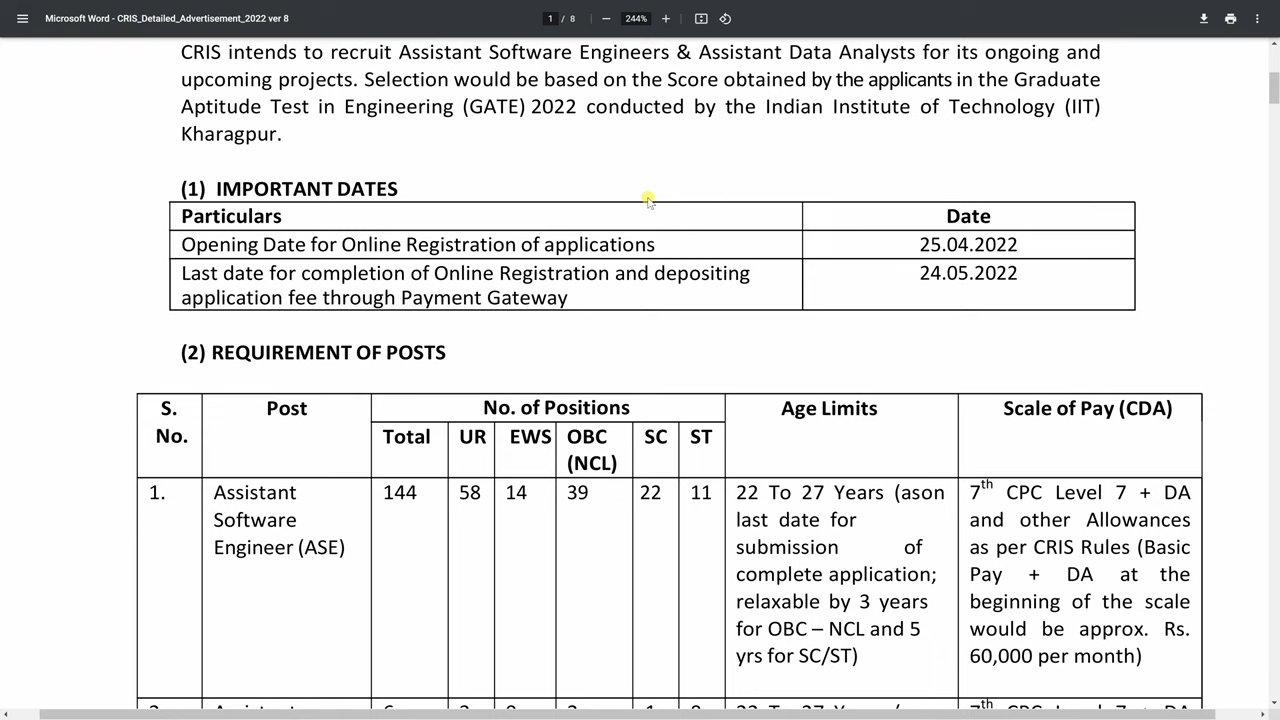 Microsoft Word - CRIS_Detailed_Advertisement_2022 ver 8
1 / 8
244%
CRIS intends to recruit Assistant Software Engineers & Assistant Data Analysts for its ongoing and
upcoming projects. Selection would be based on the Score obtained by the applicants in the Graduate
Aptitude Test in Engineering (GATE) 2022 conducted by the Indian Institute of Technology (IIT)
Kharagpur.
(1) IMPORTANT DATES
Particulars Date
Opening Date for Online Registration of applications 25.04.2022
Last date for completion of Online Registration and depositing 24.05.2022
application fee through Payment Gateway
(2) REQUIREMENT OF POSTS
S. Post No. of Positions Age Limits Scale of Pay (CDA)
No. Total UR EWS OBC SC ST
(NCL)
1. Assistant 144 58 14 39 22 11 22 To 27 Years (ason 7th CPC Level 7 + DA
Software last date for and other Allowances
Engineer (ASE) submission of as per CRIS Rules (Basic
complete application; Pay + DA at the
relaxable by 3 years beginning of the scale
for OBC – NCL and 5 would be approx. Rs.
yrs for SC/ST) 60,000 per month)